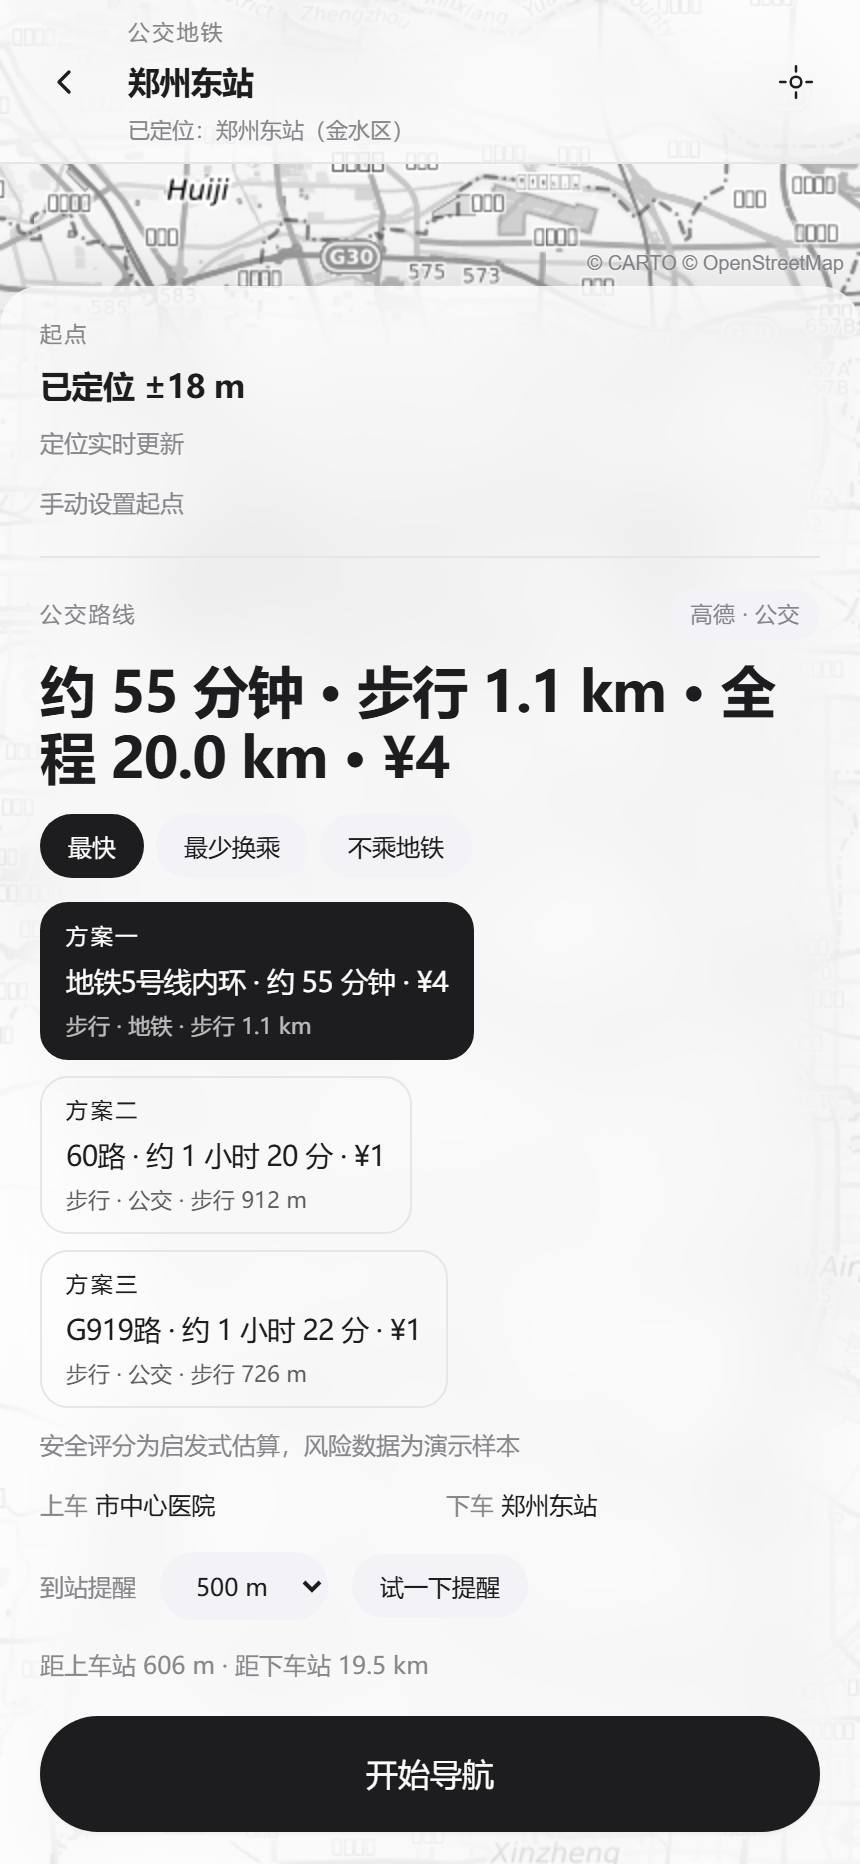 公交地铁
郑州东站
已定位：郑州东站（金水区）
Huiji
G30
575 573
© CARTO © OpenStreetMap
585 583
起点
已定位 ±18 m
定位实时更新
手动设置起点
公交路线
高德 · 公交
约 55 分钟 • 步行 1.1 km • 全
程 20.0 km • ¥4
最快 最少换乘 不乘地铁
方案一
地铁5号线内环 · 约 55 分钟 · ¥4
步行 · 地铁 · 步行 1.1 km
方案二
60路 · 约 1 小时 20 分 · ¥1
步行 · 公交 · 步行 912 m
方案三
G919路 · 约 1 小时 22 分 · ¥1
步行 · 公交 · 步行 726 m
安全评分为启发式估算，风险数据为演示样本
上车 市中心医院 下车 郑州东站
到站提醒 500 m 试一下提醒
距上车站 606 m · 距下车站 19.5 km
开始导航
Xinzheng